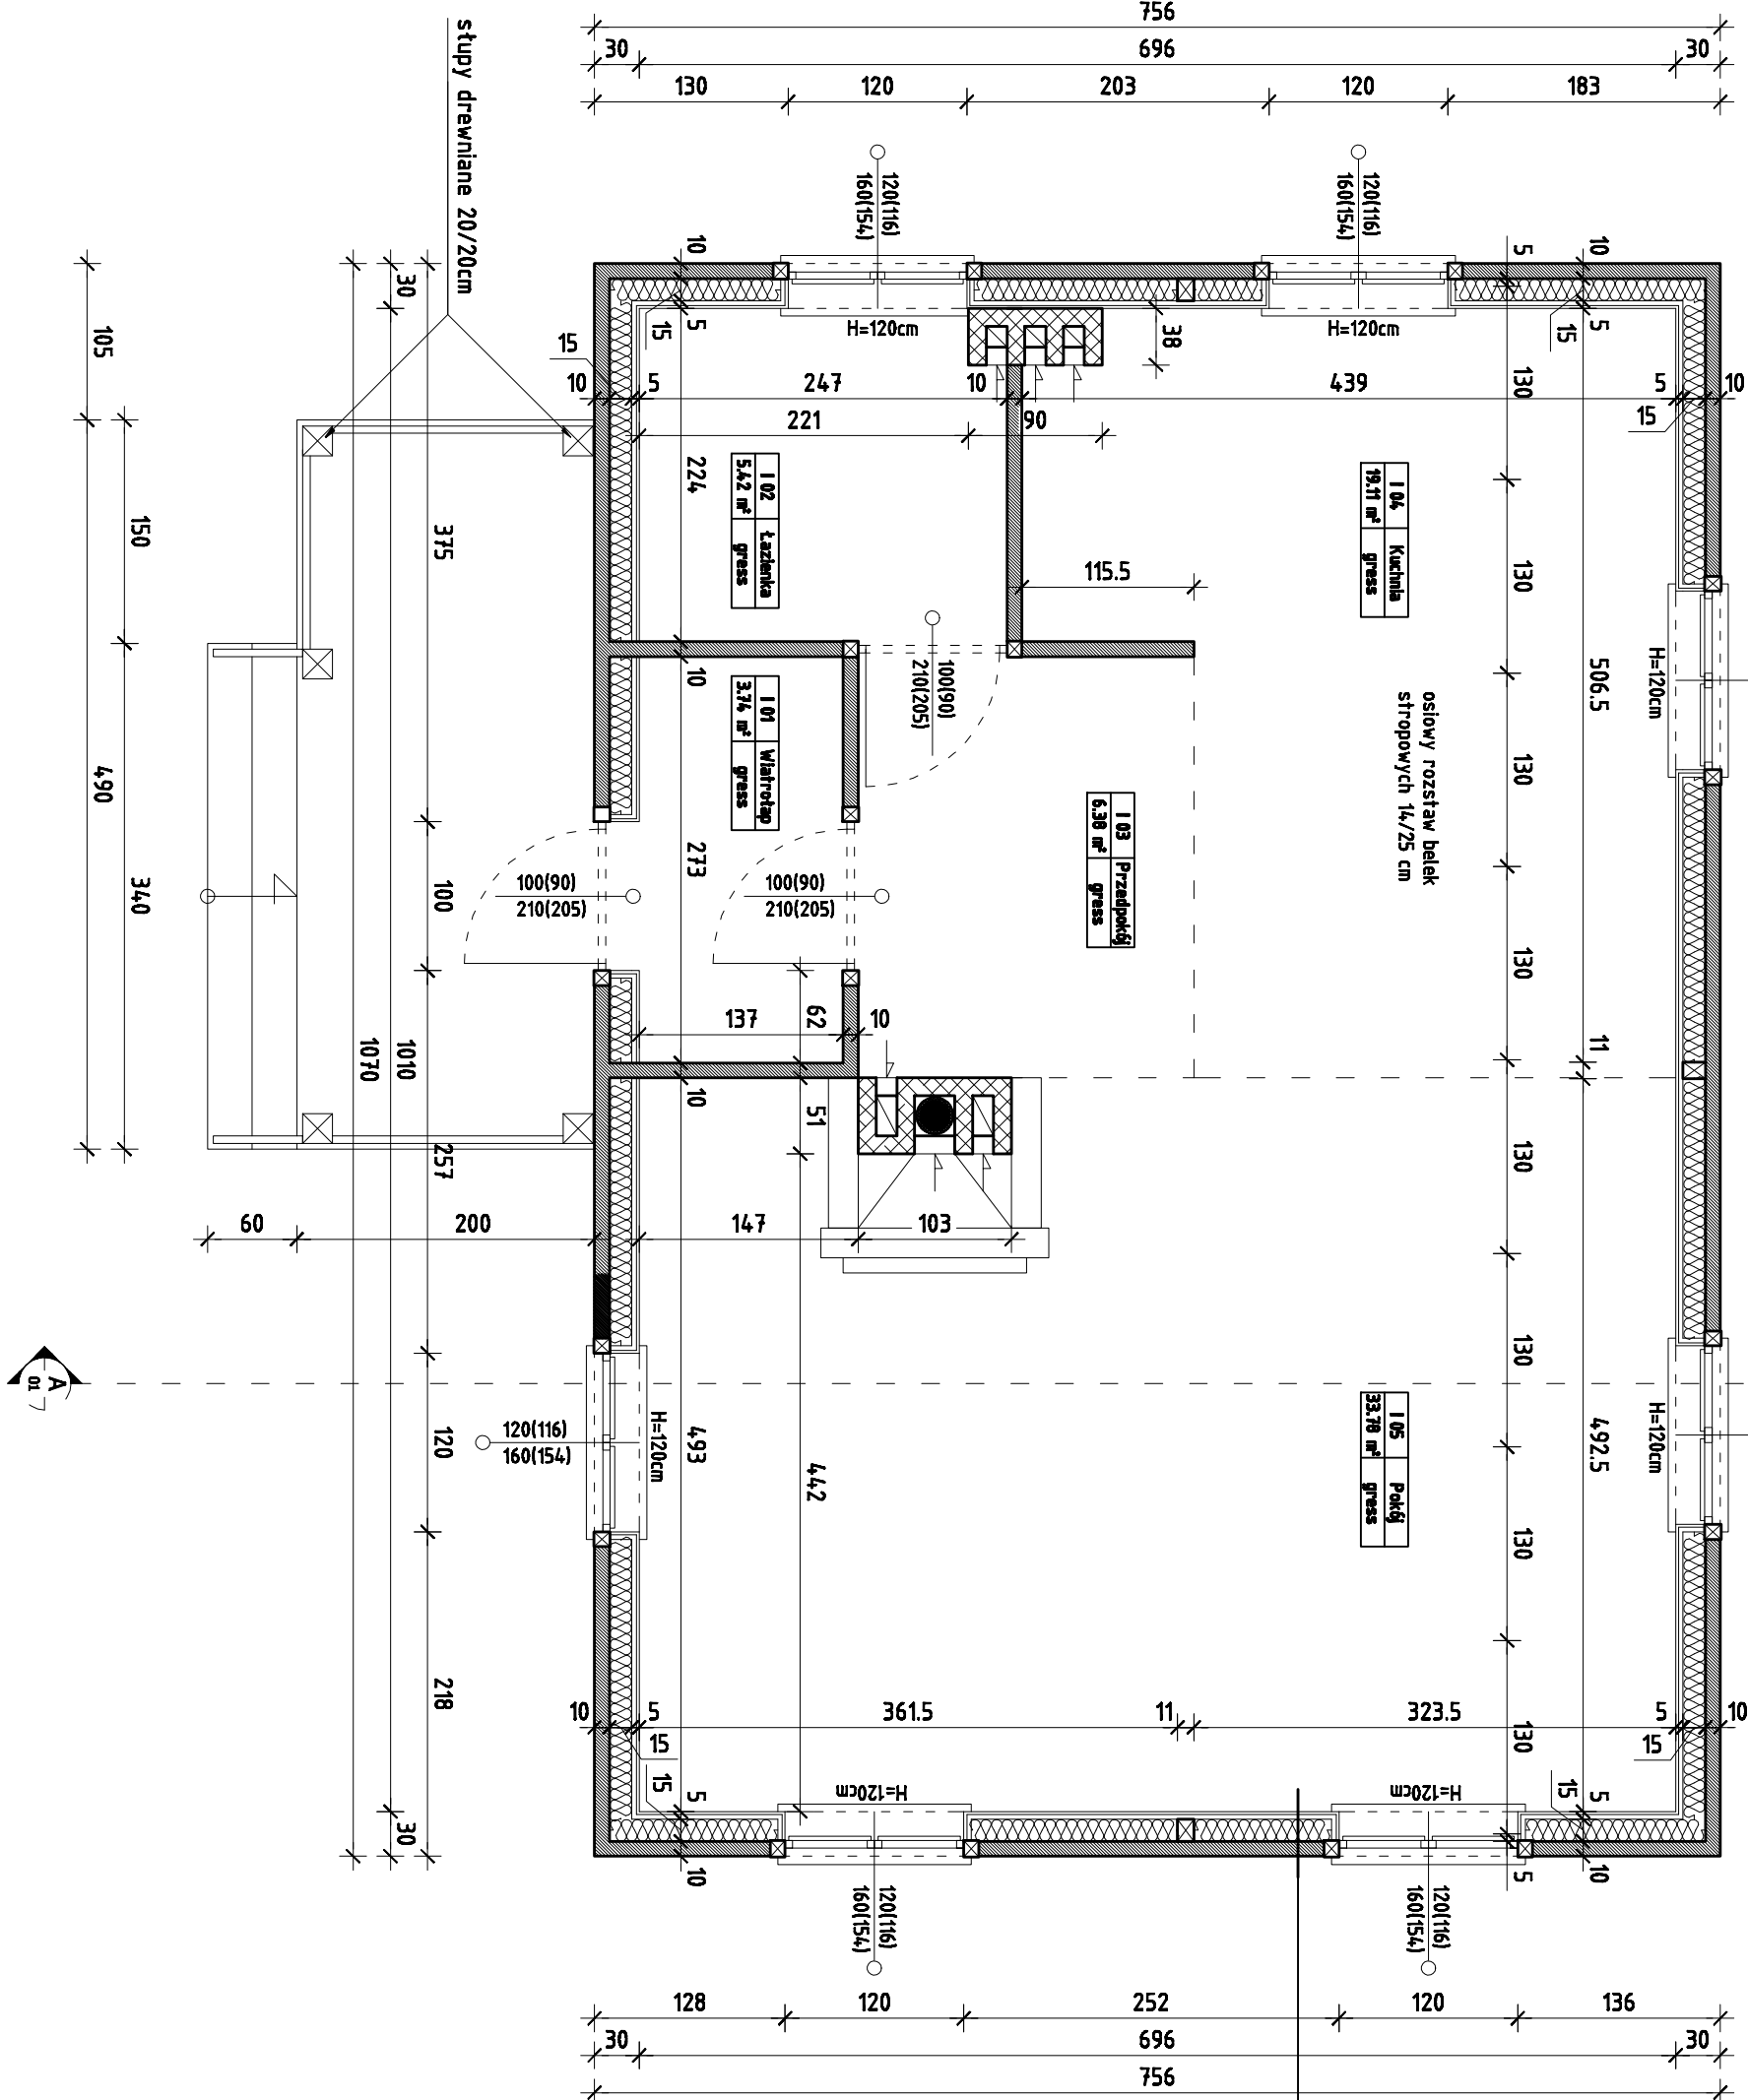 756
30 696 30
130 120 203 120 183
słupy drewniane 20/20cm
120(116)
160(154)
120(116)
160(154)
10 5 10
30 15 5 H=120cm 38 H=120cm 15 5
105
15
10 5 247 10 439 5 10
130
15
221 90
224
I 02 Łazienka
5.42 m² gress
I 04 Kuchnia
19.11 m² gress
150
375
115.5
130
10
100(90)
210(205)
H=120cm
506.5
I 01 Wiatrołap
3.74 m² gress
osiowy rozstaw belek
stropowych 14/25 cm
490
130
340
100
273
I 03 Przedpokój
6.38 m² gress
100(90)
210(205)
100(90)
210(205)
130
137 62 10
11
1070
1010
10
51
257
130
60 200 147 103
A
01
130
H=120cm
120(116)
160(154)
H=120cm
120
493
442
I 05 Pokój
33.78 m² gress
492.5
130
218
10 5 361.5 11 323.5 5 10
15 130 15
15 5 H=120cm H=120cm 15 5
30
10 5 10
120(116)
160(154)
120(116)
160(154)
128 120 252 120 136
30 696 30
756